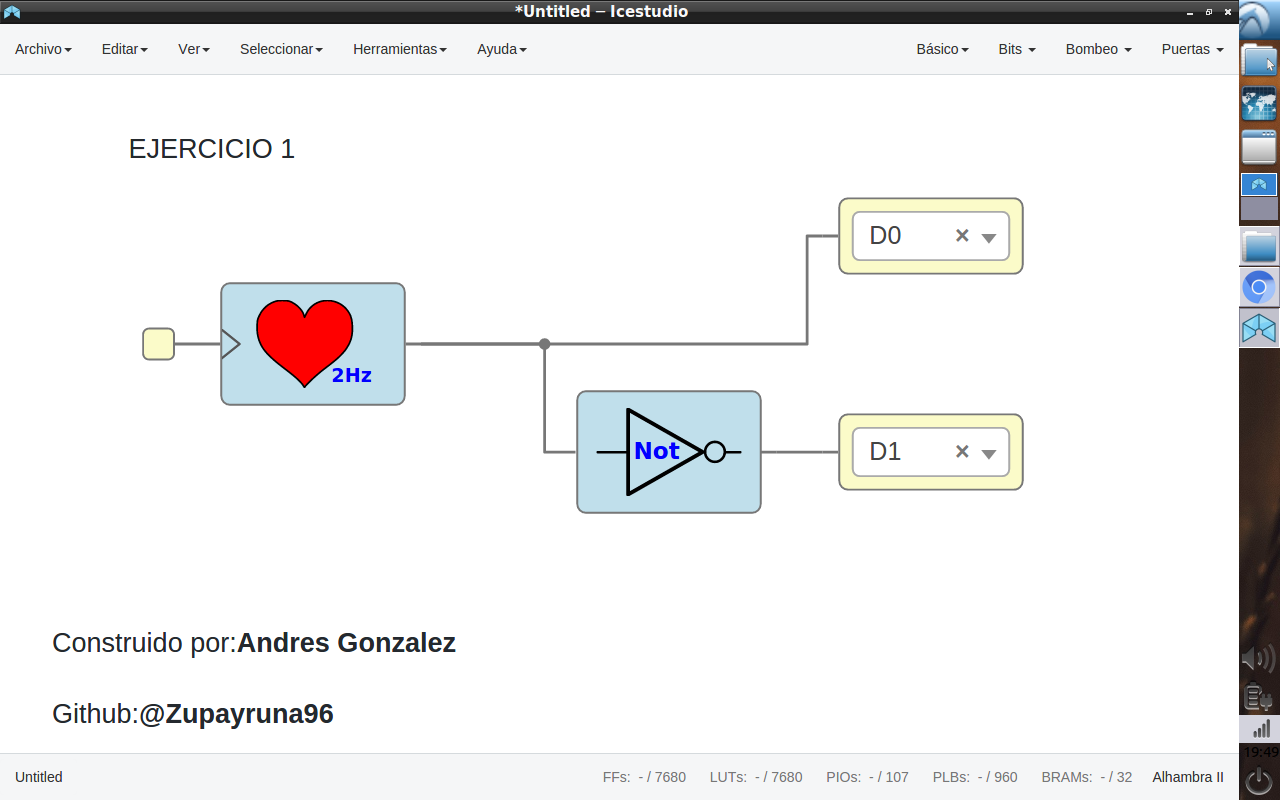 *Untitled – Icestudio
Archivo Editar Ver Seleccionar Herramientas Ayuda Básico Bits Bombeo Puertas
EJERCICIO 1
D0 ×
2Hz
Not
D1 ×
Construido por:Andres Gonzalez
Github:@Zupayruna96
Untitled FFs: - / 7680 LUTs: - / 7680 PIOs: - / 107 PLBs: - / 960 BRAMs: - / 32 Alhambra II
19:49